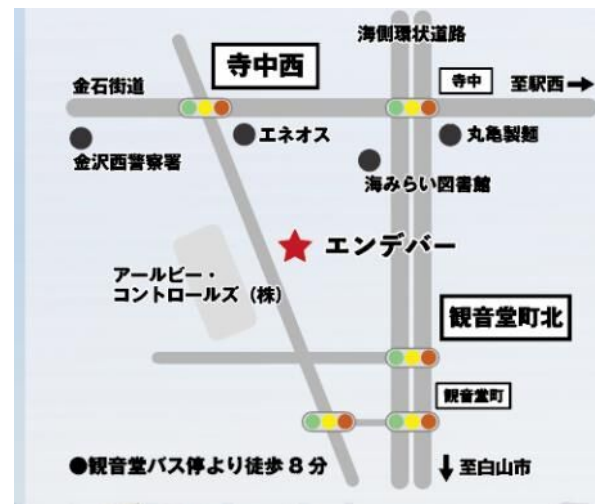 海側環状道路
寺中西
金石街道
寺中
至駅西→
エネオス
丸亀製麺
金沢西警察署
海みらい図書館
エンデバー
アールビー・
コントロールズ（株）
観音堂町北
観音堂町
●観音堂バス停より徒歩8分
↓至白山市